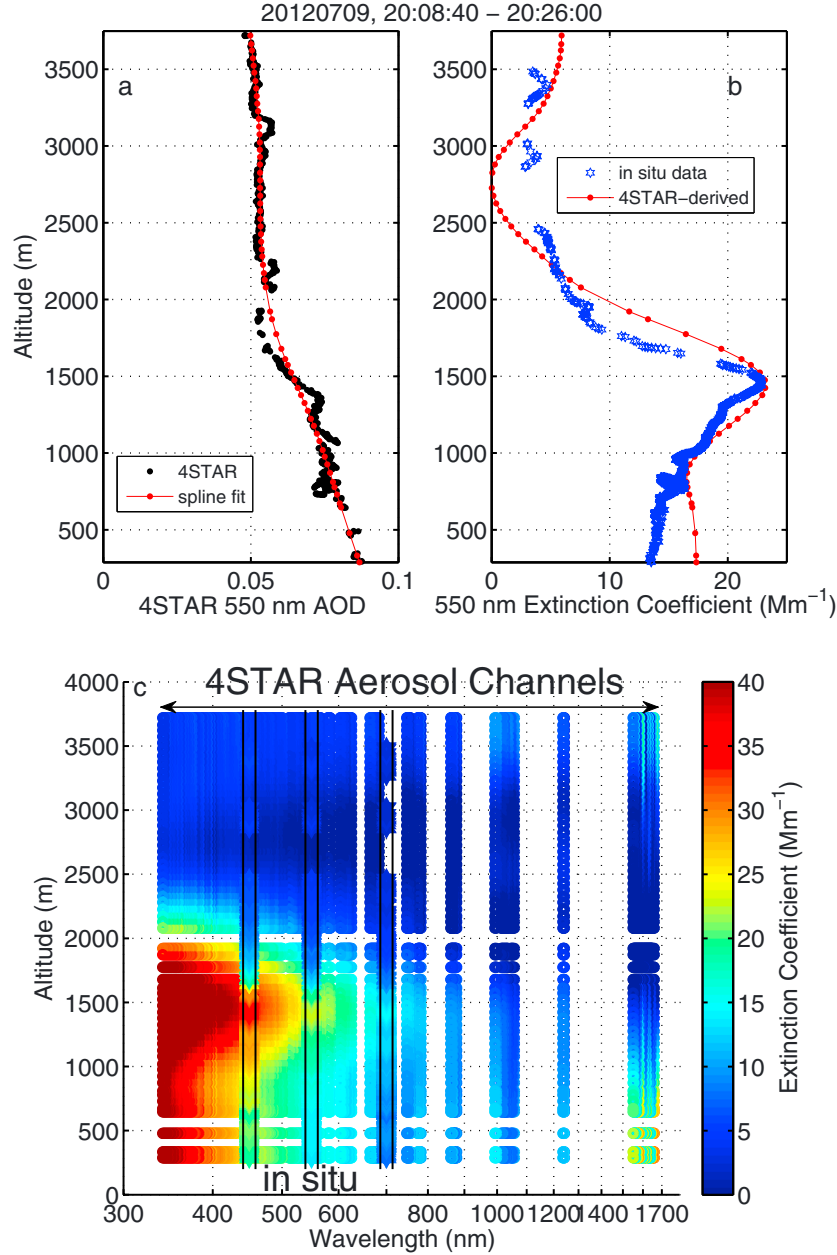 20120709, 20:08:40 – 20:26:00
a
b
3500
3000
2500
2000
1500
1000
500
Altitude (m)
4STAR
spline fit
in situ data
4STAR−derived
0
0.05
0.1
0
10
20
4STAR 550 nm AOD
550 nm Extinction Coefficient (Mm⁻¹)
c
4STAR Aerosol Channels
4000
3500
3000
2500
2000
1500
1000
500
0
Altitude (m)
in situ
300
400
500
600
700
800
1000
1200
1400
1700
Wavelength (nm)
40
35
30
25
20
15
10
5
0
Extinction Coefficient (Mm⁻¹)